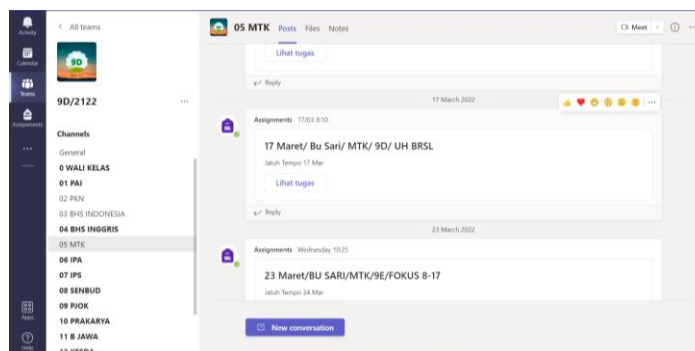 Activity
Calendar
Teams
Assignments
Apps
Help
All teams
9D
9D/2122
Channels
General
0 WALI KELAS
01 PAI
02 PKN
03 BHS INDONESIA
04 BHS INGGRIS
05 MTK
06 IPA
07 IPS
08 SENBUD
09 PJOK
10 PRAKARYA
11 B JAWA
05 MTK Posts Files Notes
Meet
Lihat tugas
Reply
17 March 2022
Assignments 17/03 8:10
17 Maret/ Bu Sari/ MTK/ 9D/ UH BRSL
Jatuh Tempo 17 Mar
Lihat tugas
Reply
23 March 2022
Assignments Wednesday 10:25
23 Maret/BU SARI/MTK/9E/FOKUS 8-17
Jatuh Tempo 24 Mar
New conversation